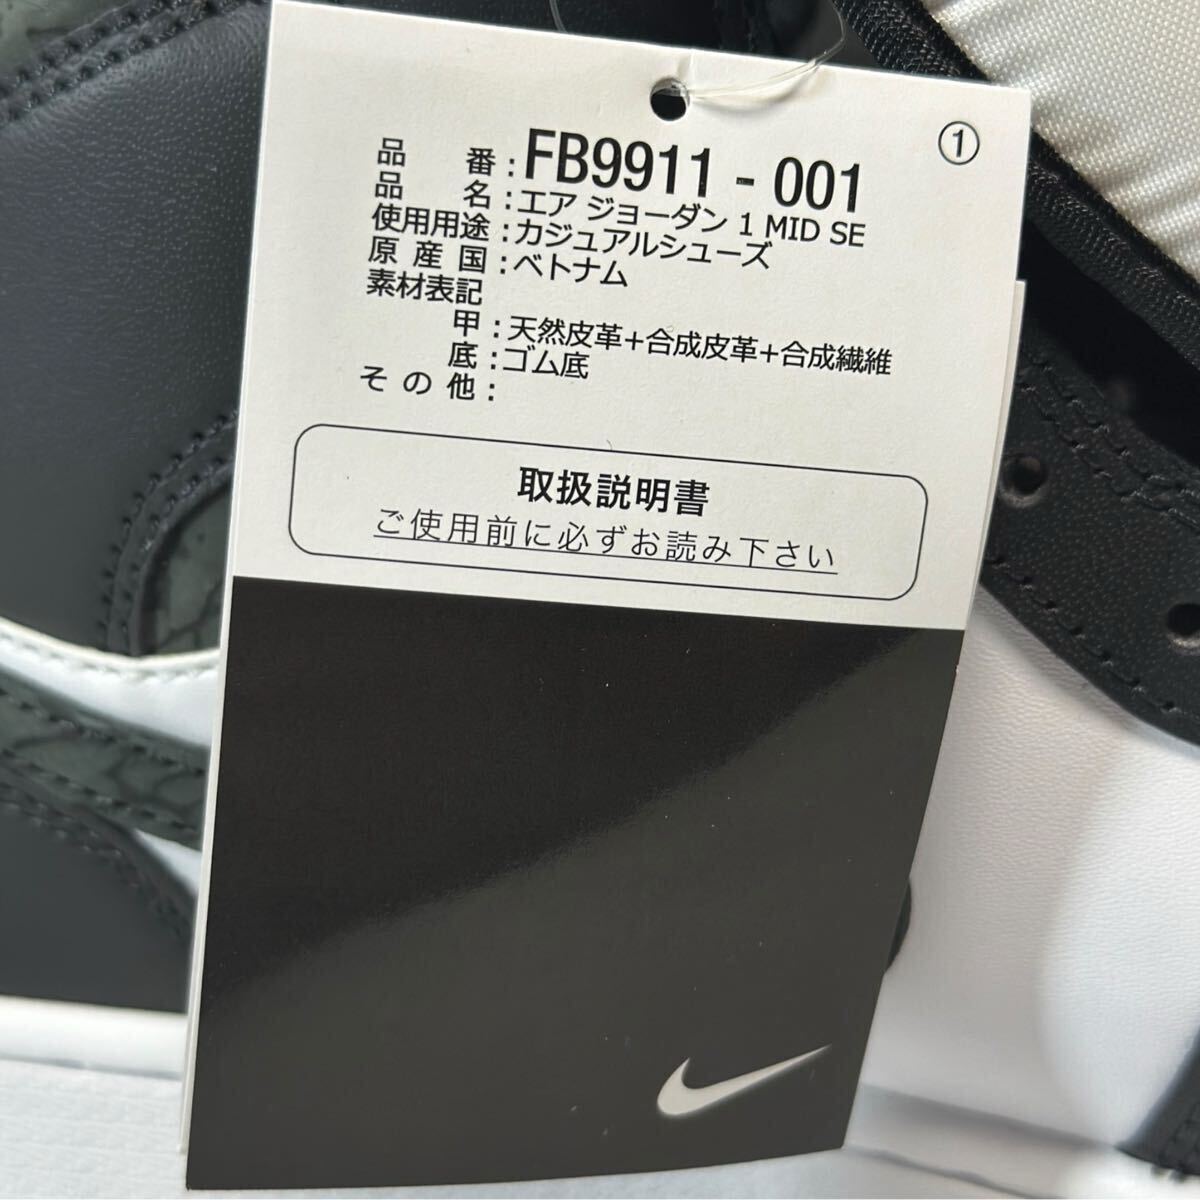 ①
品番:FB9911-001
品名:エア ジョーダン 1 MID SE
使用用途:カジュアルシューズ
原産国:ベトナム
素材表記
甲:天然皮革+合成皮革+合成繊維
底:ゴム底
その他:
取扱説明書
ご使用前に必ずお読み下さい